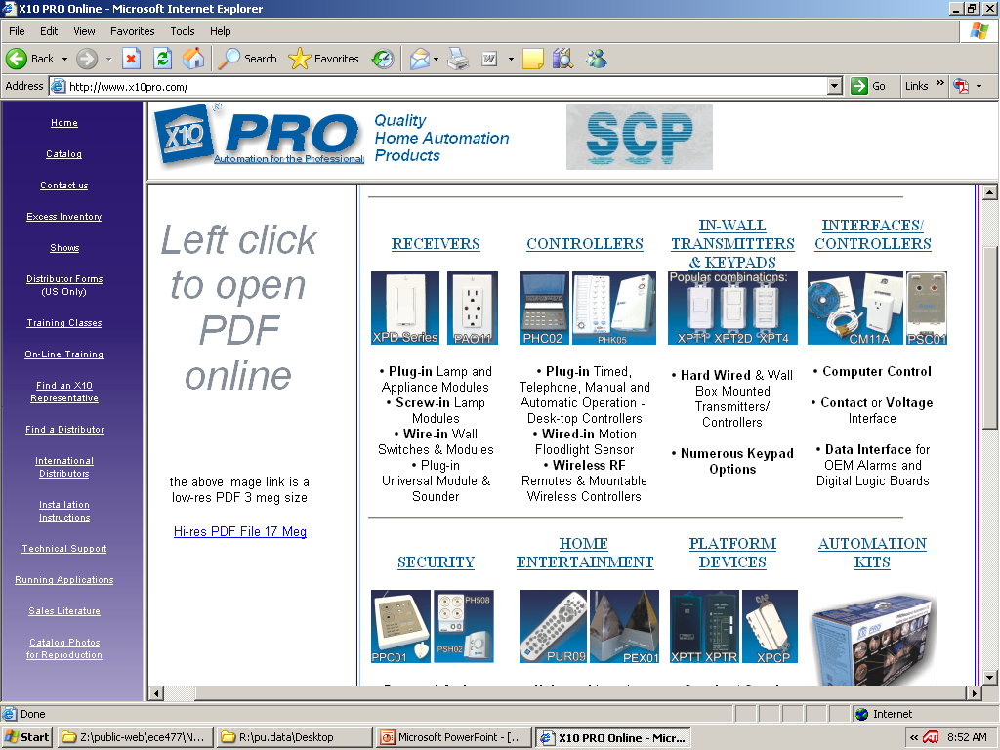 X10 PRO Online - Microsoft Internet Explorer
File Edit View Favorites Tools Help
Back Search Favorites
Address http://www.x10pro.com/ Go Links »
Home
Catalog
Contact us
Excess Inventory
Shows
Distributor Forms
(US Only)
Training Classes
On-Line Training
Find an X10
Representative
Find a Distributor
International
Distributors
Installation
Instructions
Technical Support
Running Applications
Sales Literature
Catalog Photos
for Reproduction
X10 PRO ®
Automation for the Professional
Quality
Home Automation
Products
SCP
Left click
to open
PDF
online
the above image link is a
low-res PDF 3 meg size
Hi-res PDF File 17 Meg
RECEIVERS
XPD Series PAO11
• Plug-in Lamp and
Appliance Modules
• Screw-in Lamp
Modules
• Wire-in Wall
Switches & Modules
• Plug-in
Universal Module &
Sounder
CONTROLLERS
PHC02 PHK05
• Plug-in Timed,
Telephone, Manual and
Automatic Operation -
Desk-top Controllers
• Wired-in Motion
Floodlight Sensor
• Wireless RF
Remotes & Mountable
Wireless Controllers
IN-WALL
TRANSMITTERS
& KEYPADS
Popular combinations:
XPT1 XPT2D XPT4
• Hard Wired & Wall
Box Mounted
Transmitters/
Controllers
• Numerous Keypad
Options
INTERFACES/
CONTROLLERS
CM11A PSC01
• Computer Control
• Contact or Voltage
Interface
• Data Interface for
OEM Alarms and
Digital Logic Boards
SECURITY
PPC01 PH508
PSH02
HOME
ENTERTAINMENT
PUR09 PEX01
PLATFORM
DEVICES
XPTT XPTR XPCP
AUTOMATION
KITS
X10 PRO
Done Internet
Start Z:\public-web\ece477\N... R:\pu.data\Desktop Microsoft PowerPoint - [... X10 PRO Online - Micr... « 8:52 AM